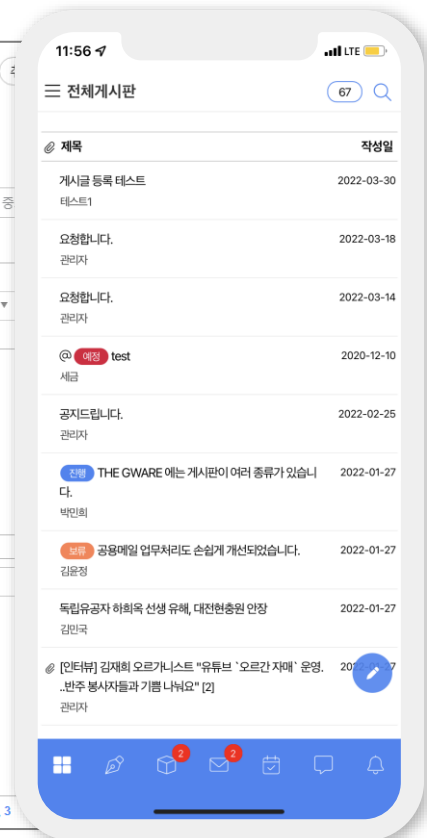 11:56 LTE
전체게시판 67
제목 작성일
게시글 등록 테스트 2022-03-30
테스트1
요청합니다. 2022-03-18
관리자
요청합니다. 2022-03-14
관리자
@ 예정 test 2020-12-10
세금
공지드립니다. 2022-02-25
관리자
진행 THE GWARE 에는 게시판이 여러 종류가 있습니 2022-01-27
다.
박민희
보류 공용메일 업무처리도 손쉽게 개선되었습니다. 2022-01-27
김윤정
독립유공자 하희옥 선생 유해, 대전현충원 안장 2022-01-27
김민국
[인터뷰] 김재희 오르가니스트 "유튜브 `오르간 자매` 운영.
..반주 봉사자들과 기쁨 나눠요" [2]
관리자
2 2
중
3